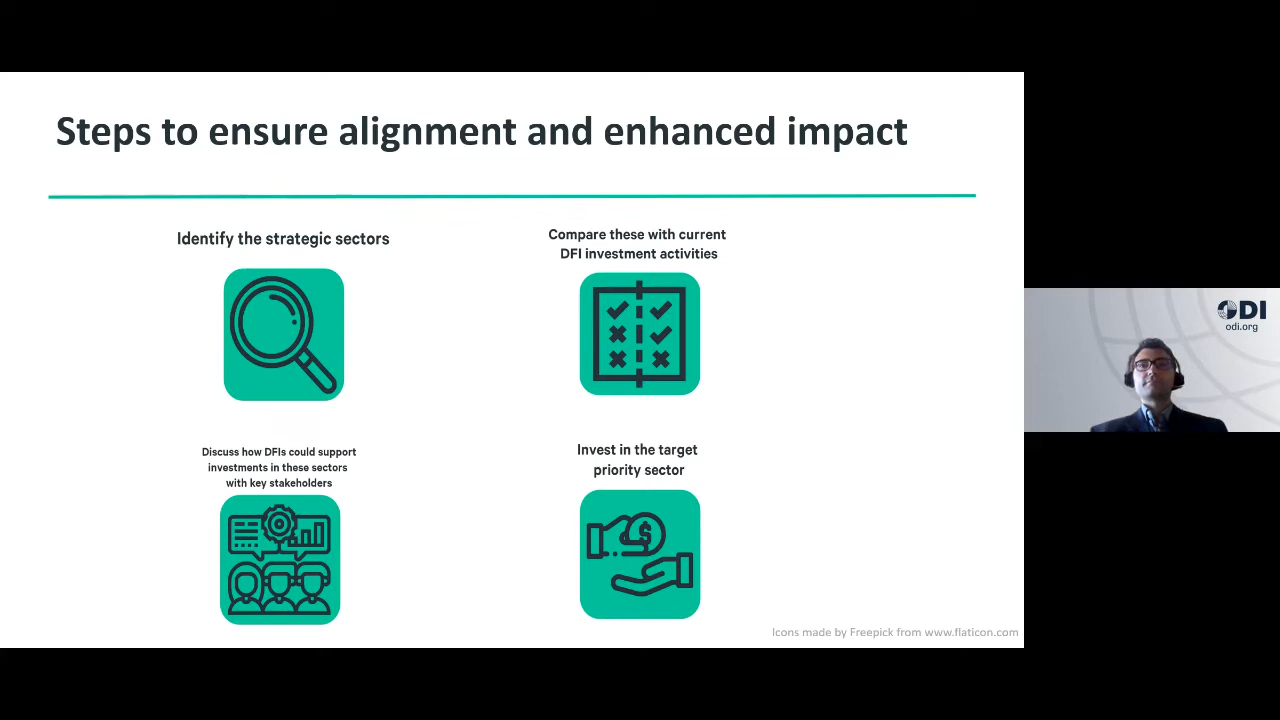 Steps to ensure alignment and enhanced impact
Identify the strategic sectors
Compare these with current
DFI investment activities
Discuss how DFIs could support
investments in these sectors
with key stakeholders
Invest in the target
priority sector
$
Icons made by Freepick from www.flaticon.com
ODI
odi.org